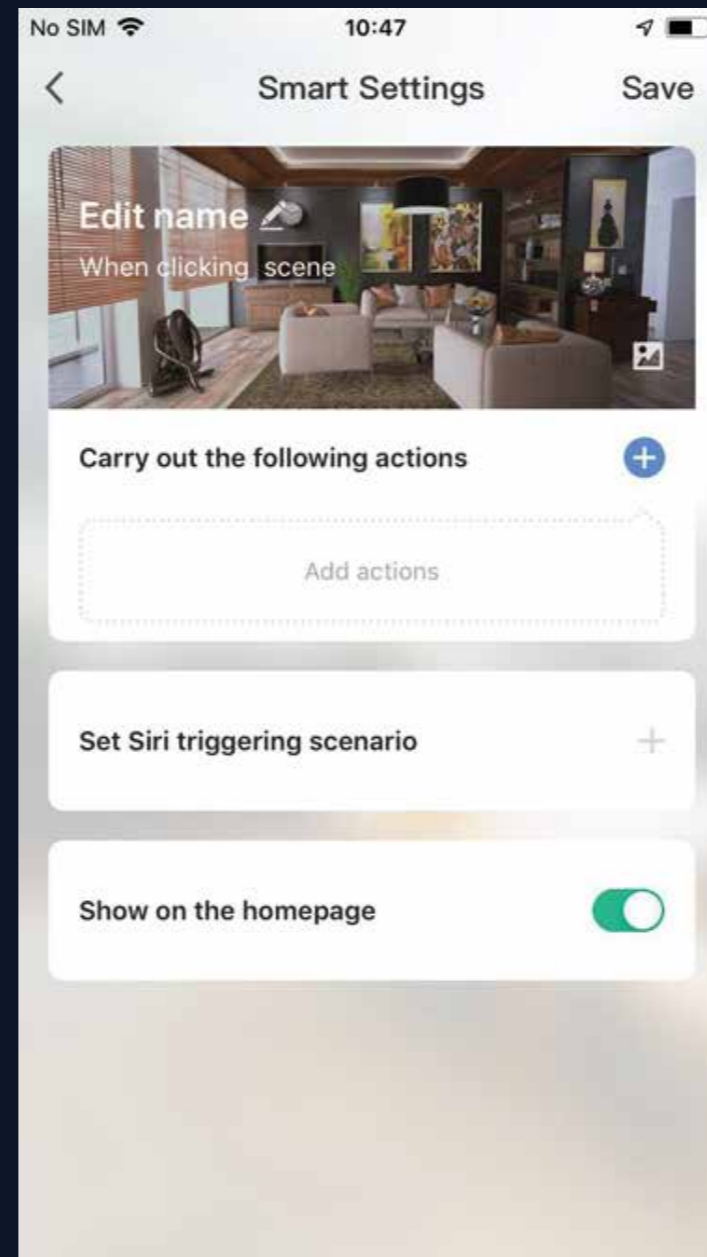 No SIM 10:47
Smart Settings Save
Edit name
When clicking scene
Carry out the following actions
Add actions
Set Siri triggering scenario
Show on the homepage